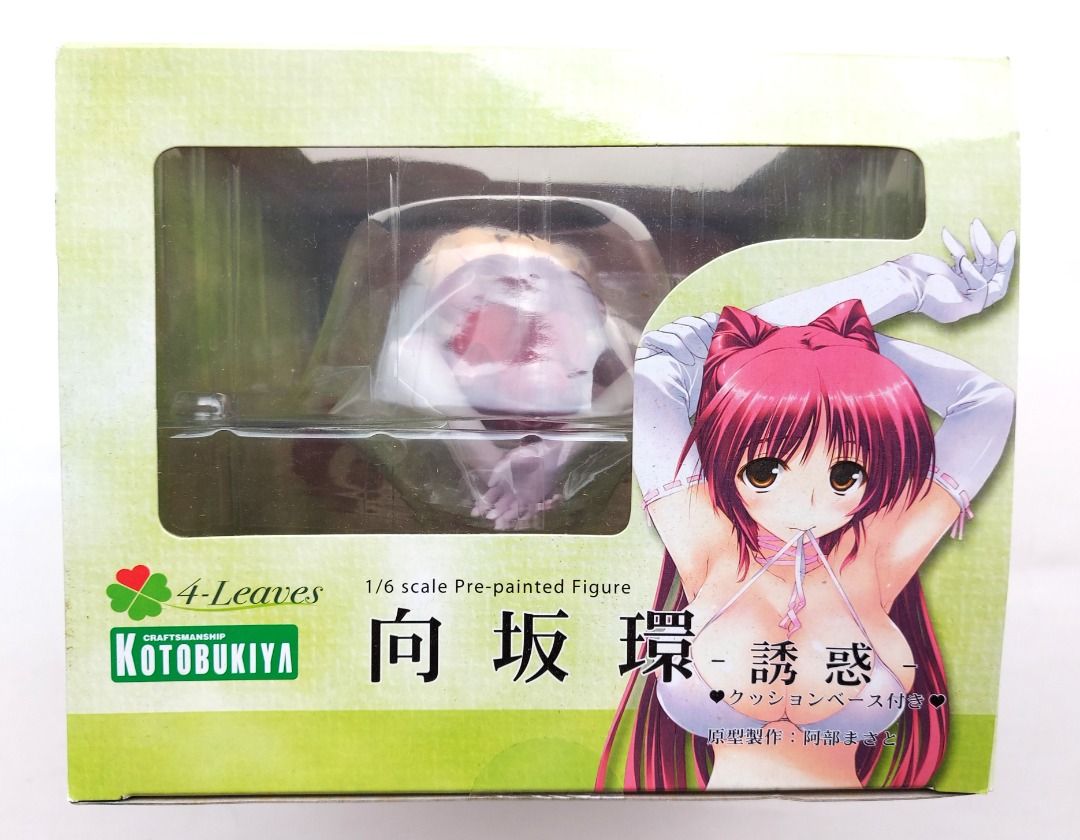 4-Leaves
CRAFTSMANSHIP
KOTOBUKIYA
1/6 scale Pre-painted Figure
向坂環 - 誘惑 -
♥クッションベース付き♥
原型製作：阿部まさと